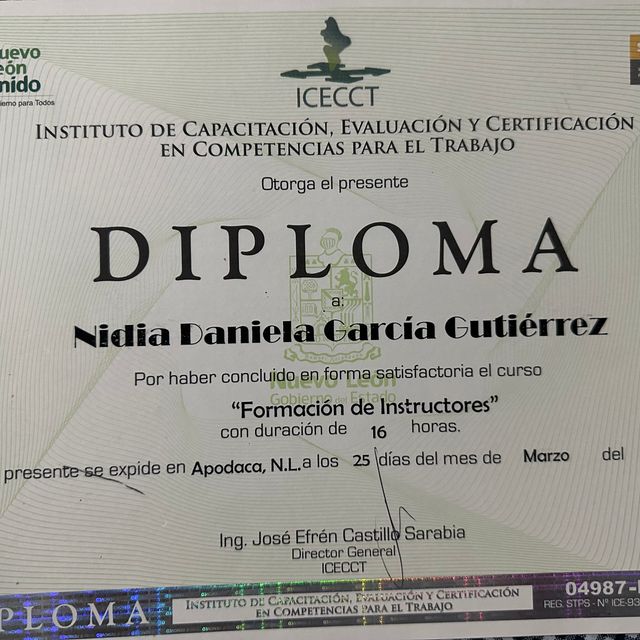 uevo
eón
nido
ierno para Todos
ICECCT
INSTITUTO DE CAPACITACIÓN, EVALUACIÓN Y CERTIFICACIÓN
EN COMPETENCIAS PARA EL TRABAJO
Otorga el presente
DIPLOMA
a:
Nidia Daniela García Gutiérrez
Por haber concluido en forma satisfactoria el curso
Nuevo León
Gobierno del Estado
“Formación de Instructores”
con duración de 16 horas.
presente se expide en Apodaca, N.L. a los 25 días del mes de Marzo del
Ing. José Efrén Castillo Sarabia
Director General
ICECCT
PLOMA
INSTITUTO DE CAPACITACIÓN, EVALUACIÓN Y CERTIFICACIÓN
EN COMPETENCIAS PARA EL TRABAJO
04987-
REG. STPS - Nº ICE-93